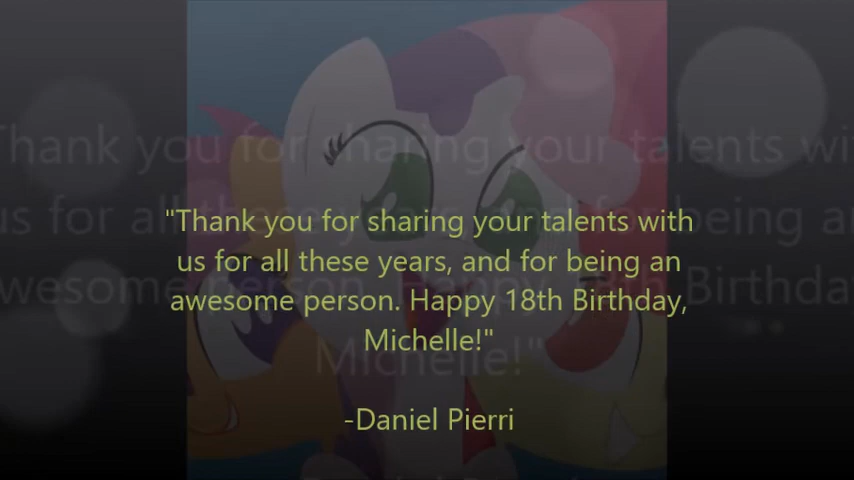 "Thank you for sharing your talents with
us for all these years, and for being an
awesome person. Happy 18th Birthday,
Michelle!"
-Daniel Pierri